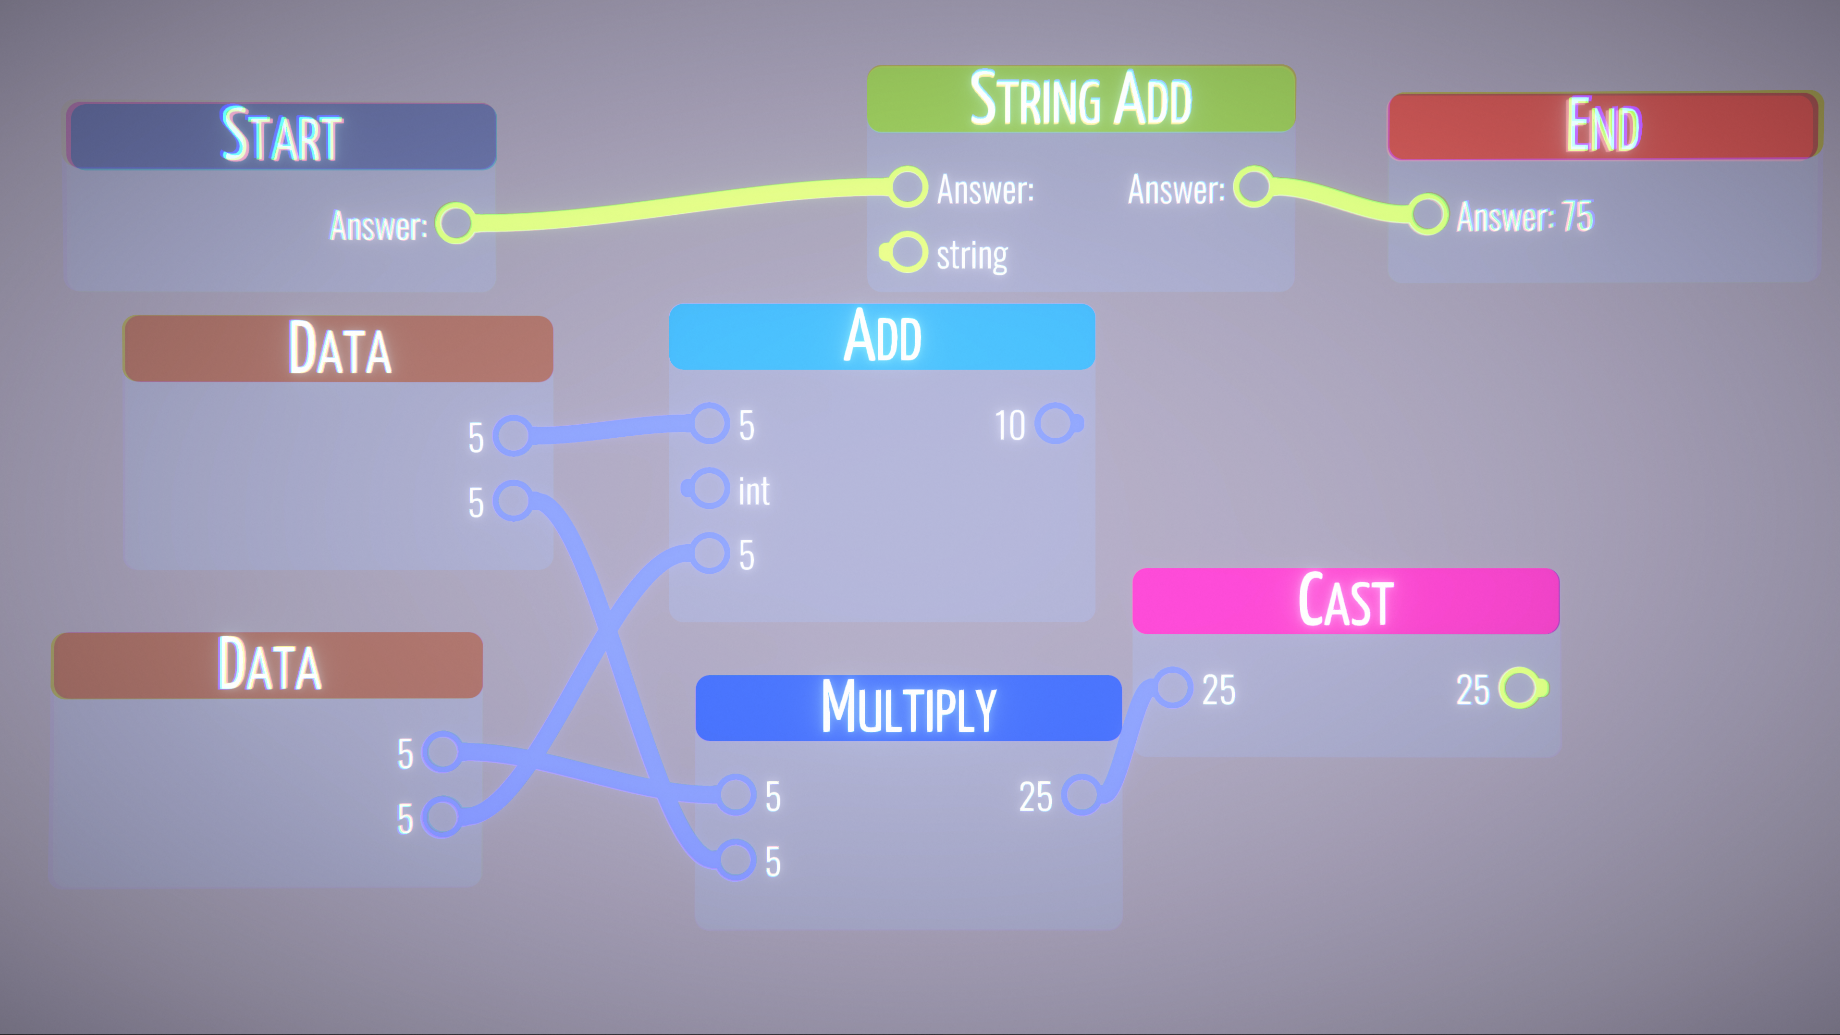 START
Answer:
STRING ADD
Answer:
Answer:
string
END
Answer: 75
DATA
5
5
ADD
5
10
int
5
DATA
5
5
MULTIPLY
5
25
5
CAST
25
25